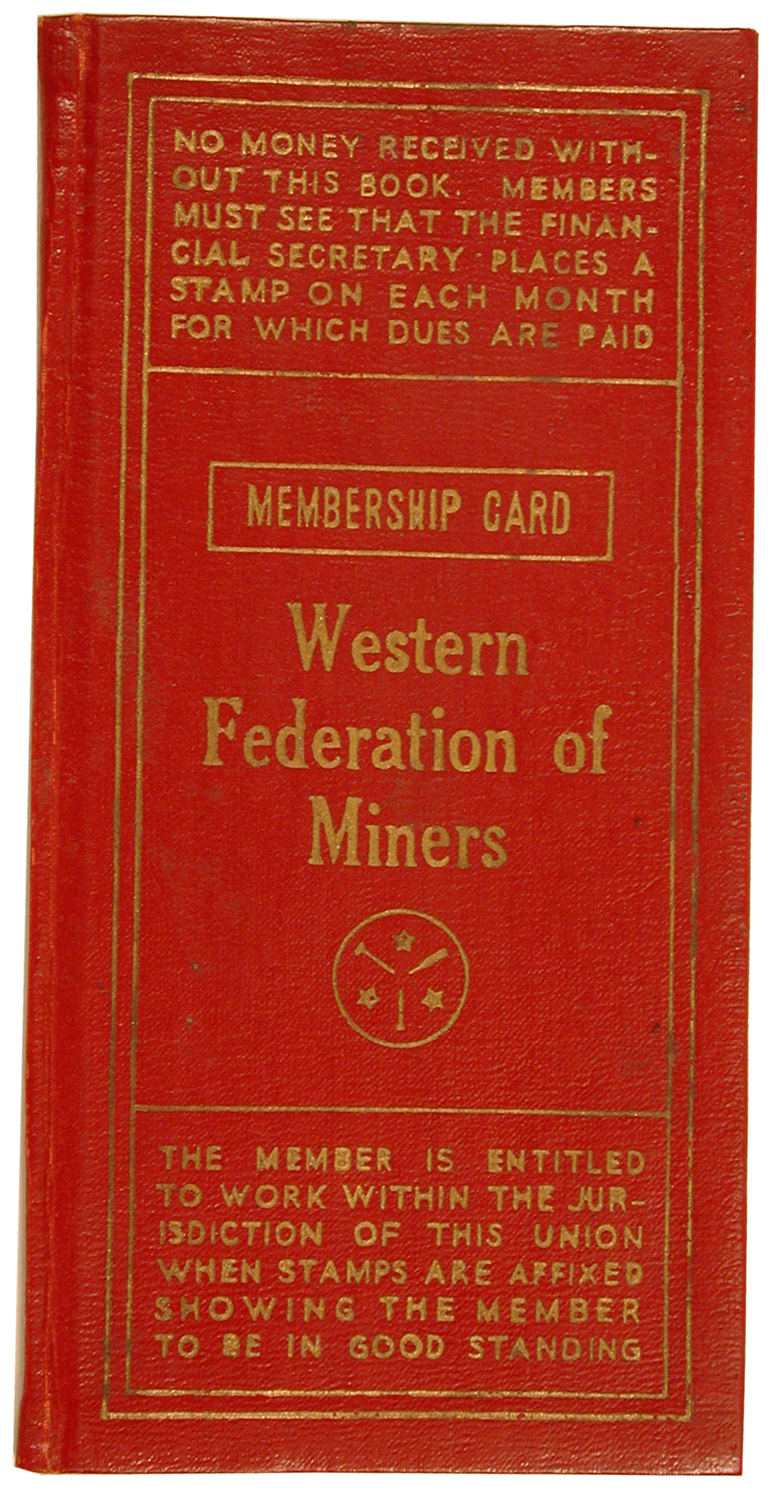 NO MONEY RECEIVED WITH-
OUT THIS BOOK. MEMBERS
MUST SEE THAT THE FINAN-
CIAL SECRETARY PLACES A
STAMP ON EACH MONTH
FOR WHICH DUES ARE PAID
MEMBERSHIP CARD
Western
Federation of
Miners
THE MEMBER IS ENTITLED
TO WORK WITHIN THE JUR-
ISDICTION OF THIS UNION
WHEN STAMPS ARE AFFIXED
SHOWING THE MEMBER
TO BE IN GOOD STANDING